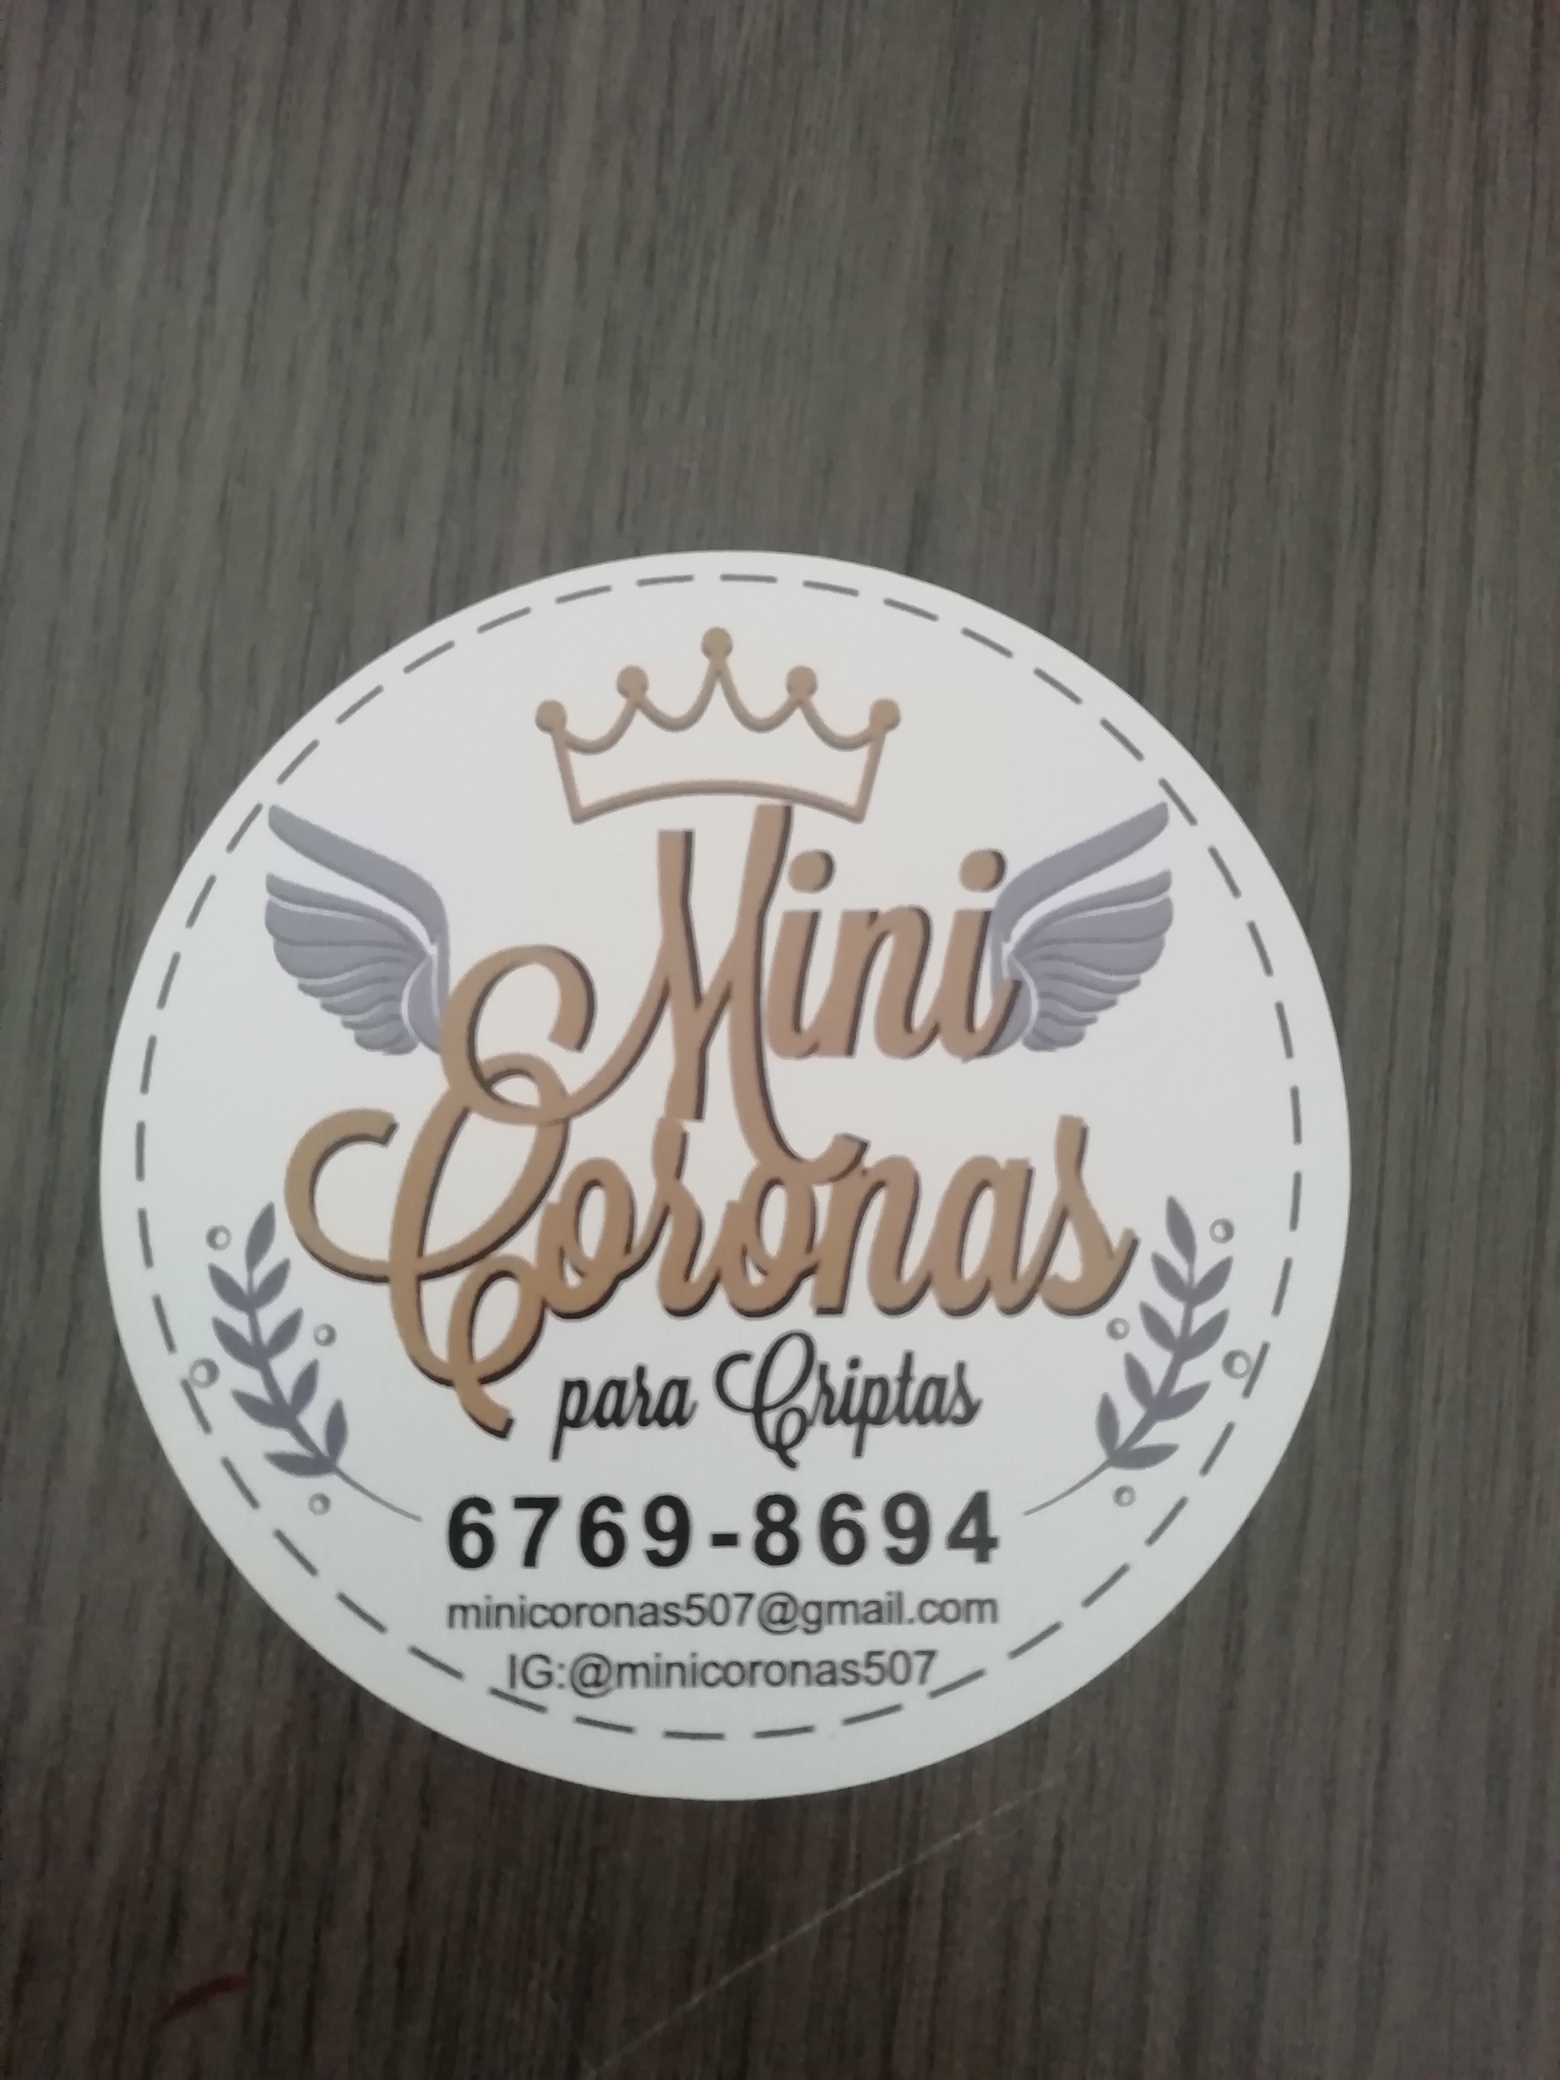 Mini
Coronas
para Criptas
6769-8694
minicoronas507@gmail.com
IG:@minicoronas507